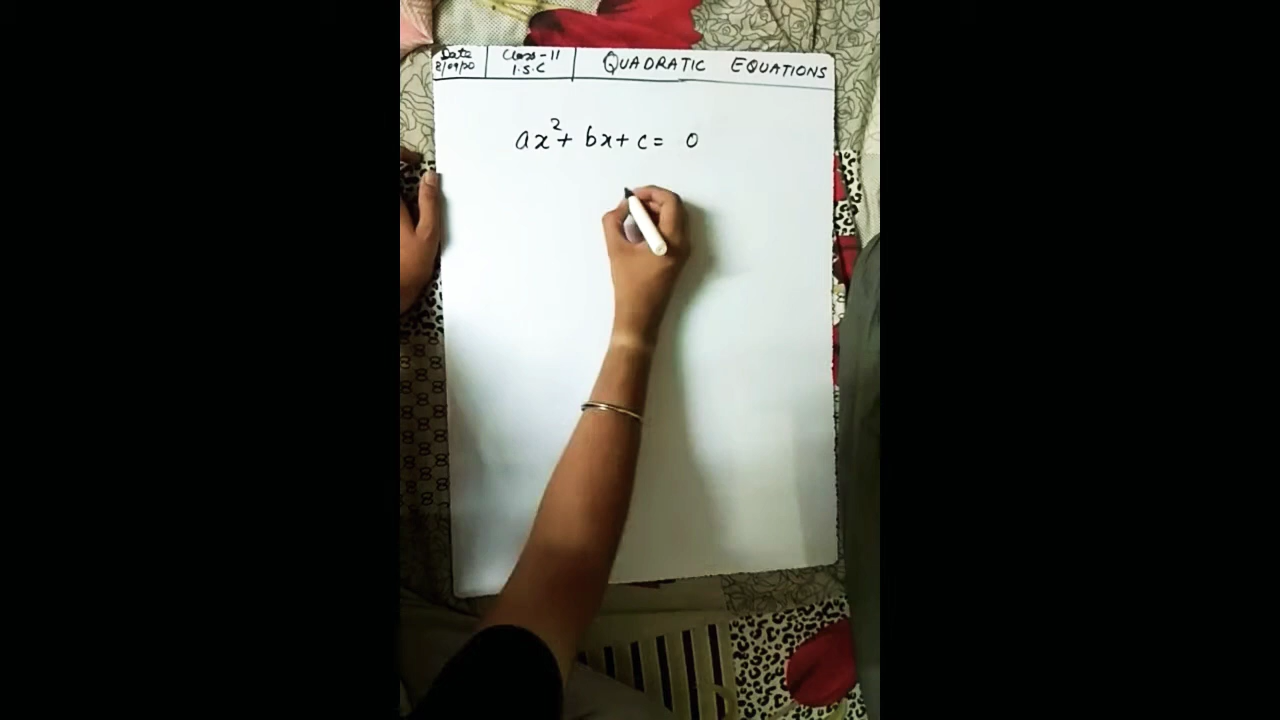 Date Class - 11 QUADRATIC EQUATIONS
2/09/20 I.S.C
ax²+ bx+ c= 0